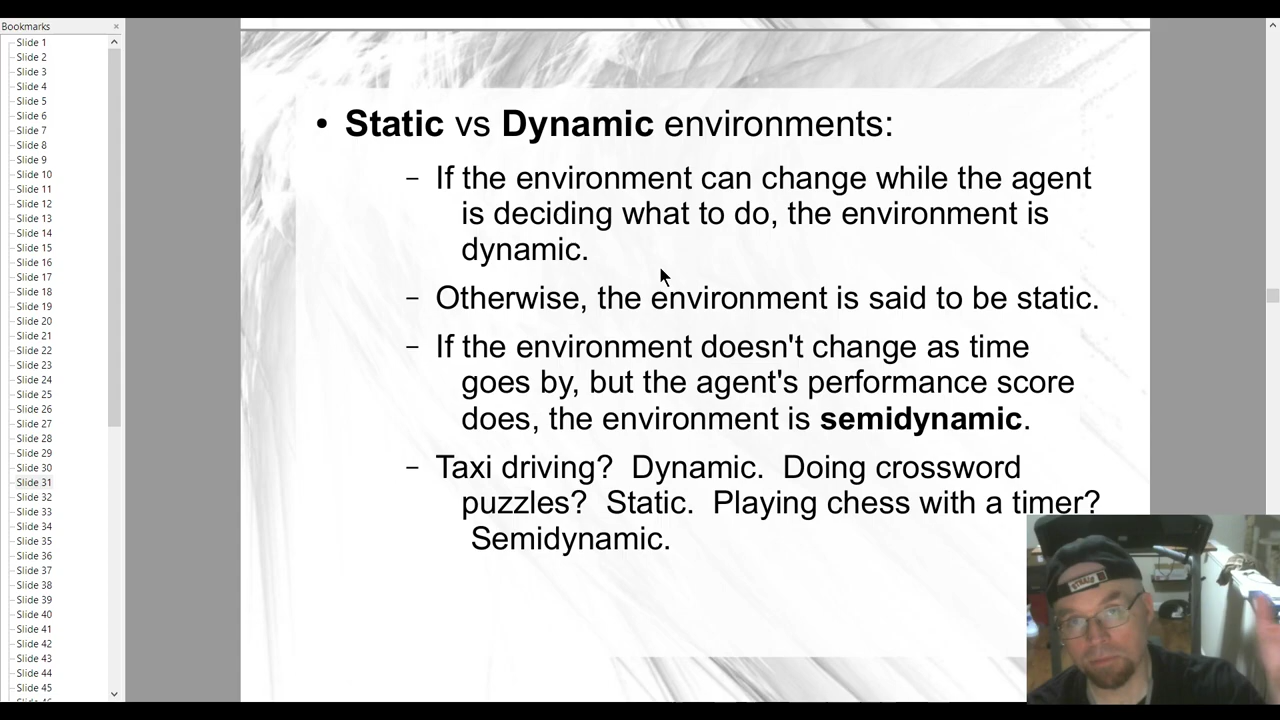 Bookmarks
Slide 1
Slide 2
Slide 3
Slide 4
Slide 5
Slide 6
Slide 7
Slide 8
Slide 9
Slide 10
Slide 11
Slide 12
Slide 13
Slide 14
Slide 15
Slide 16
Slide 17
Slide 18
Slide 19
Slide 20
Slide 21
Slide 22
Slide 23
Slide 24
Slide 25
Slide 26
Slide 27
Slide 28
Slide 29
Slide 30
Slide 31
Slide 32
Slide 33
Slide 34
Slide 35
Slide 36
Slide 37
Slide 38
Slide 39
Slide 40
Slide 41
Slide 42
Slide 43
Slide 44
Slide 45
• Static vs Dynamic environments:
– If the environment can change while the agent
is deciding what to do, the environment is
dynamic.
– Otherwise, the environment is said to be static.
– If the environment doesn't change as time
goes by, but the agent's performance score
does, the environment is semidynamic.
– Taxi driving? Dynamic. Doing crossword
puzzles? Static. Playing chess with a timer?
Semidynamic.